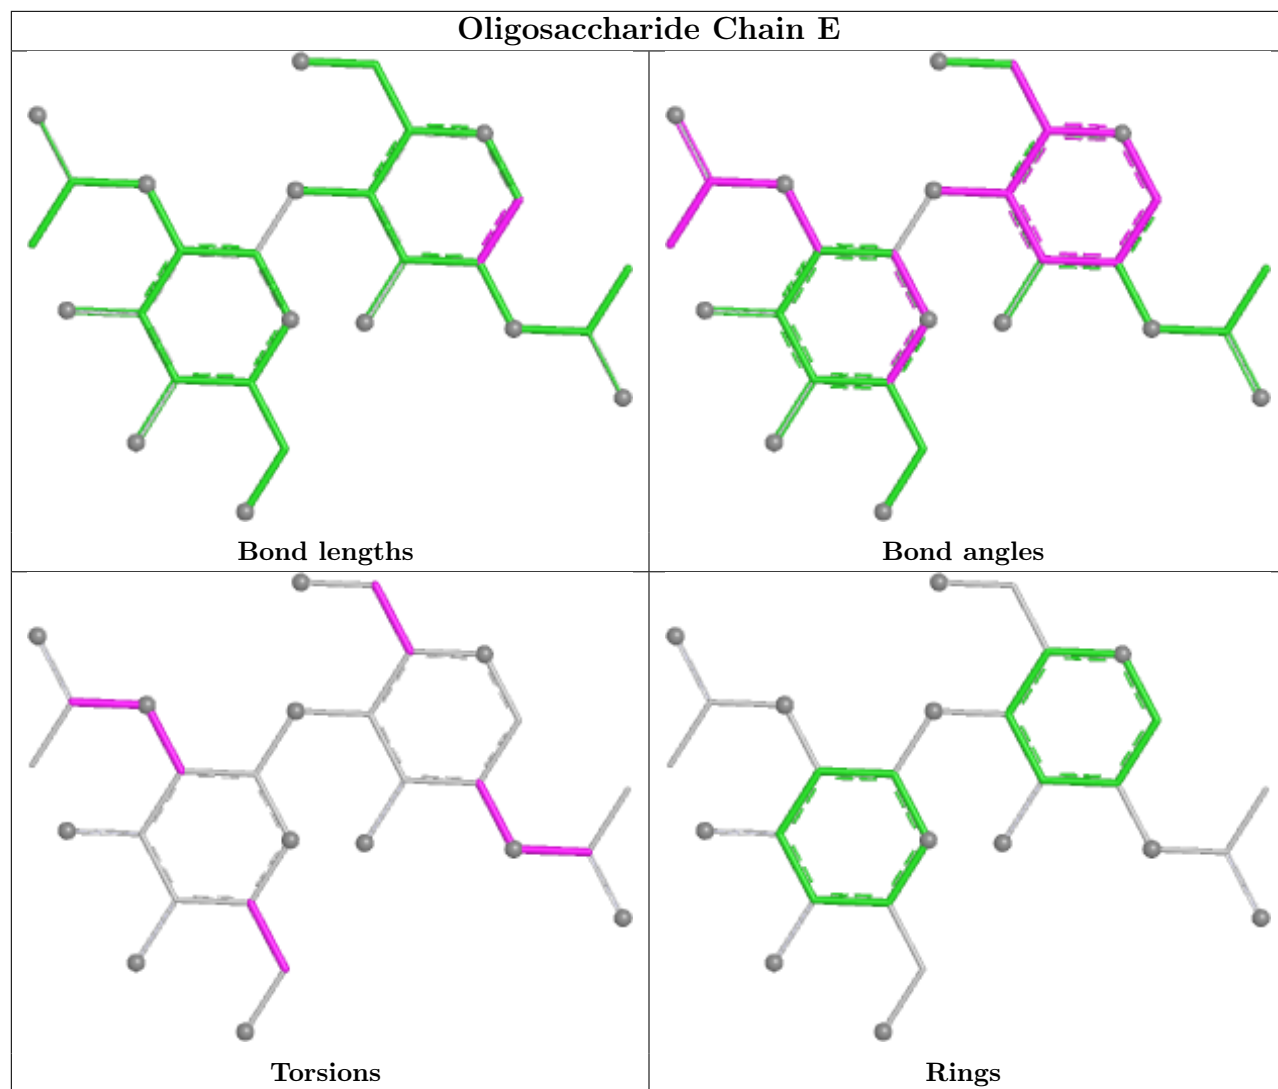 Oligosaccharide Chain E
Bond lengths
Bond angles
Torsions
Rings